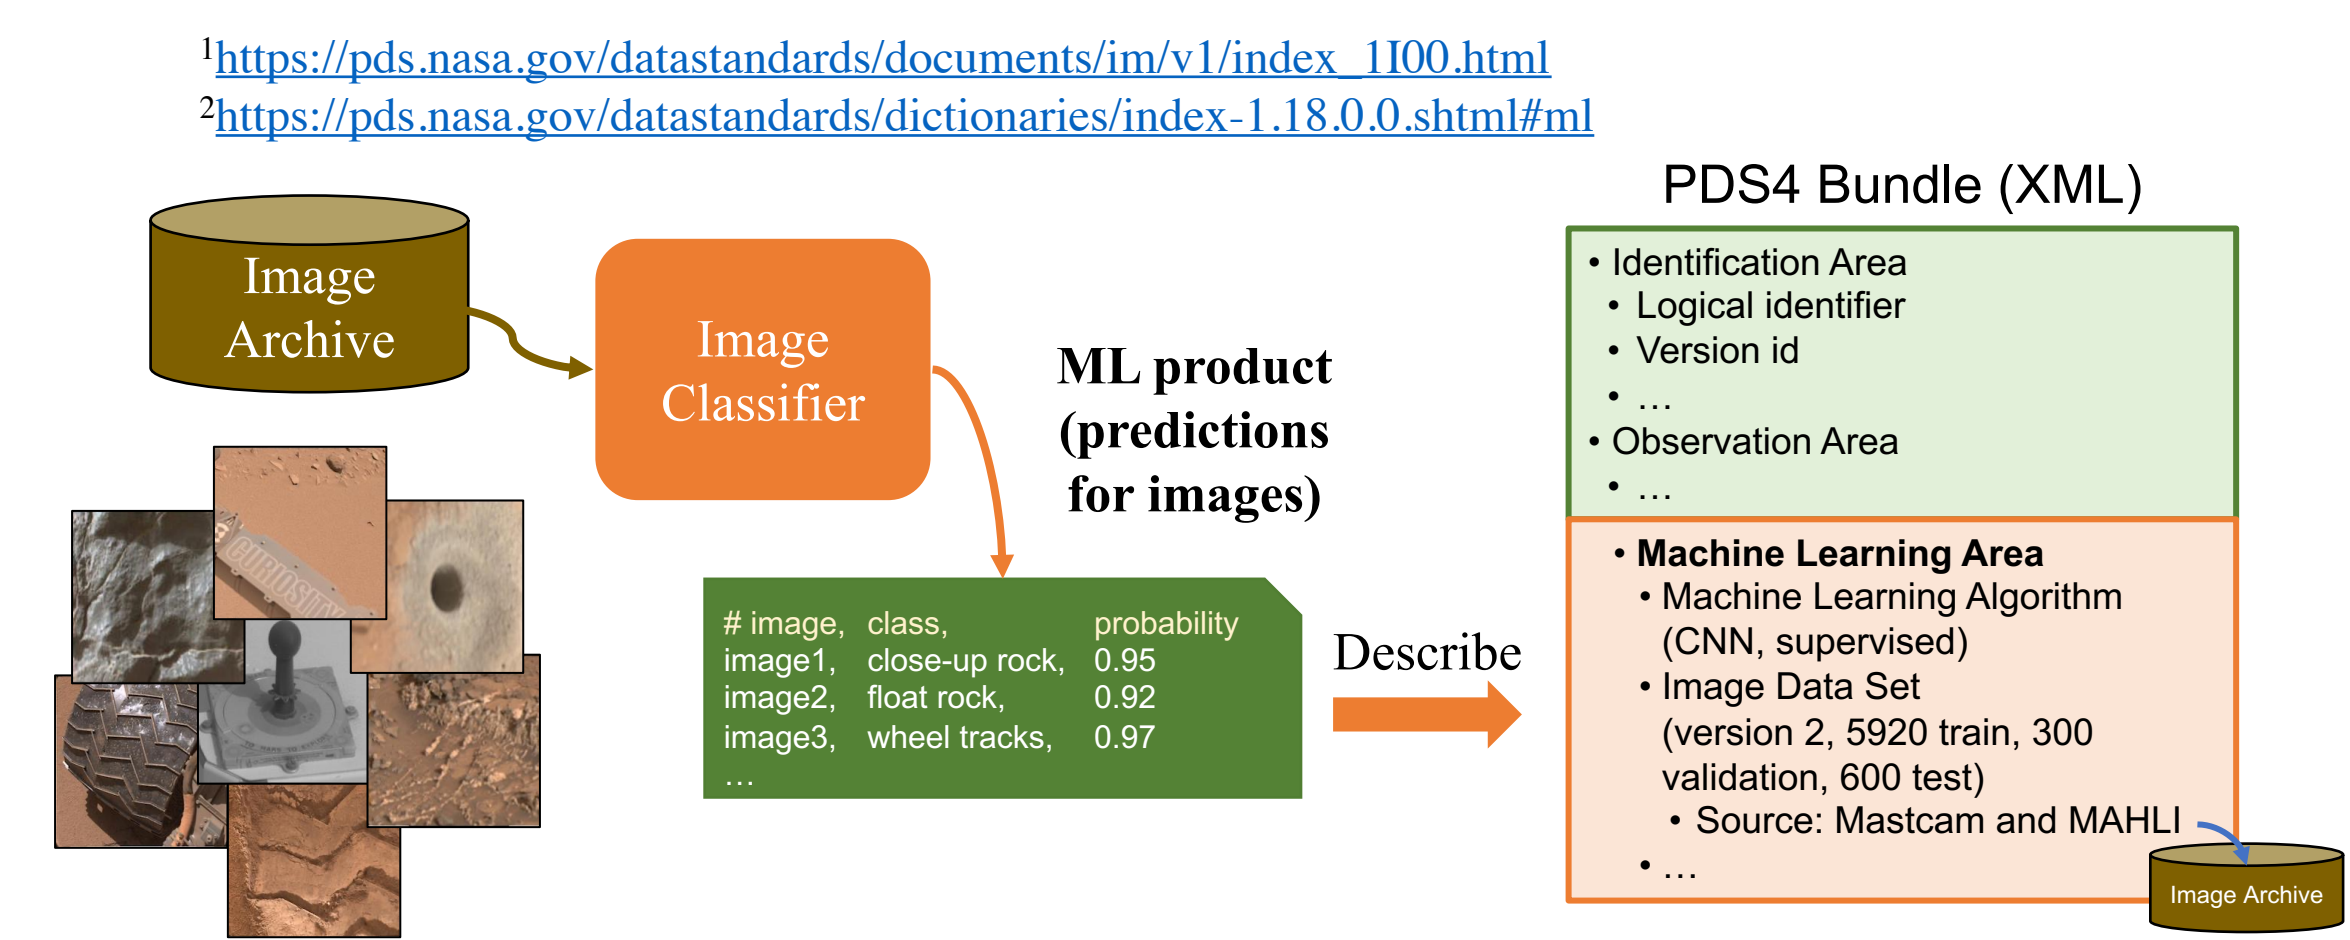 1https://pds.nasa.gov/datastandards/documents/im/v1/index_1I00.html
2https://pds.nasa.gov/datastandards/dictionaries/index-1.18.0.0.shtml#ml
Image
Archive
Image
Classifier
ML product
(predictions
for images)
CURIOSITY
# image, class, probability
image1, close-up rock, 0.95
image2, float rock, 0.92
image3, wheel tracks, 0.97
…
Describe
PDS4 Bundle (XML)
• Identification Area
• Logical identifier
• Version id
• …
• Observation Area
• …
• Machine Learning Area
• Machine Learning Algorithm
(CNN, supervised)
• Image Data Set
(version 2, 5920 train, 300
validation, 600 test)
• Source: Mastcam and MAHLI
• …
Image Archive